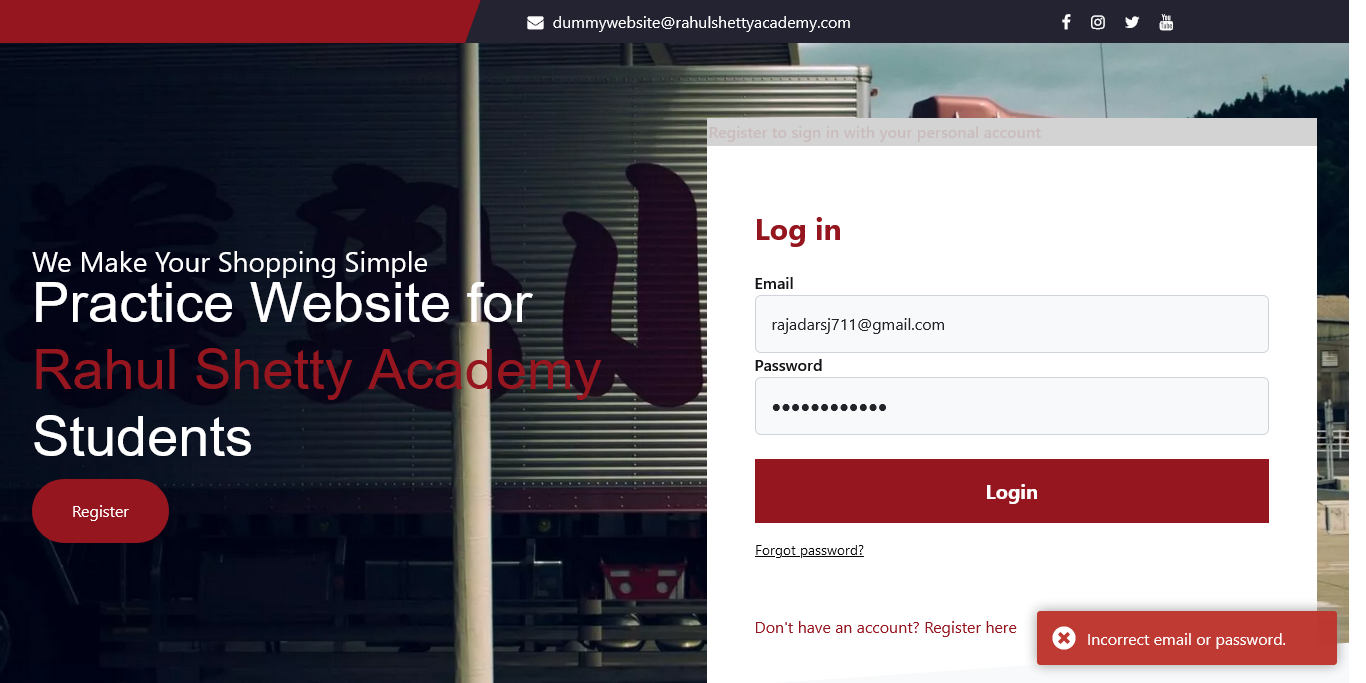 dummywebsite@rahulshettyacademy.com
Register to sign in with your personal account
We Make Your Shopping Simple
Practice Website for
Rahul Shetty Academy
Students
Register
Log in
Email
rajadarsj711@gmail.com
Password
••••••••••••
Login
Forgot password?
Don't have an account? Register here
Incorrect email or password.